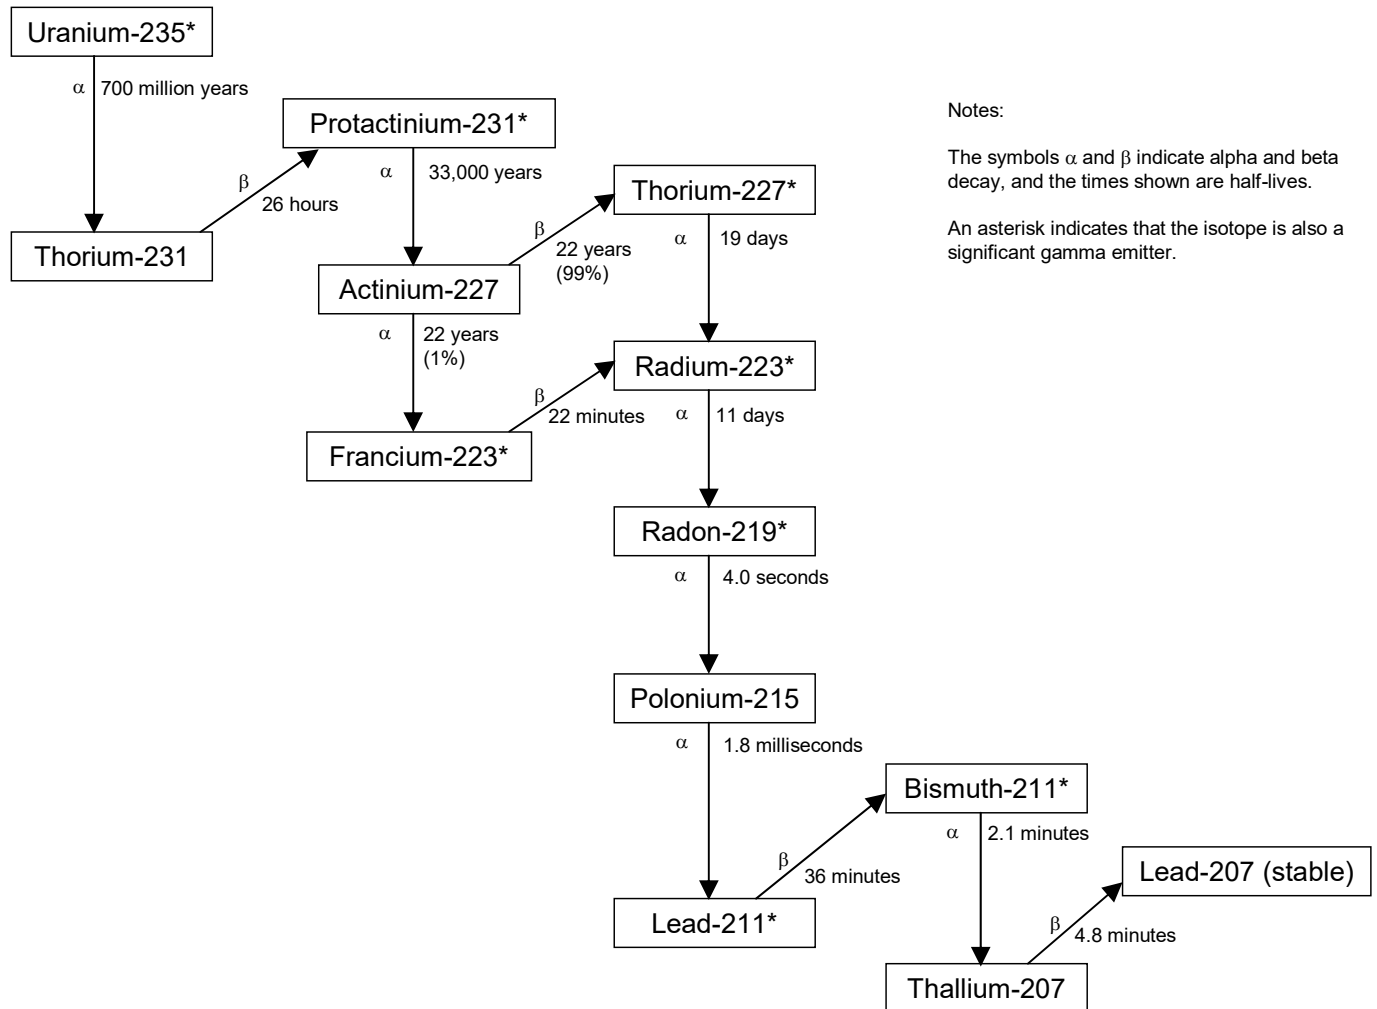 Uranium-235*
α 700 million years
Protactinium-231*
α 33,000 years
β
26 hours
Thorium-231
Thorium-227*
α 19 days
β
22 years
(99%)
Actinium-227
α 22 years
(1%)
Radium-223*
α 11 days
β
22 minutes
Francium-223*
Radon-219*
α 4.0 seconds
Polonium-215
α 1.8 milliseconds
Bismuth-211*
α 2.1 minutes
β
36 minutes
Lead-211*
Lead-207 (stable)
β
4.8 minutes
Thallium-207
Notes:
The symbols α and β indicate alpha and beta
decay, and the times shown are half-lives.
An asterisk indicates that the isotope is also a
significant gamma emitter.